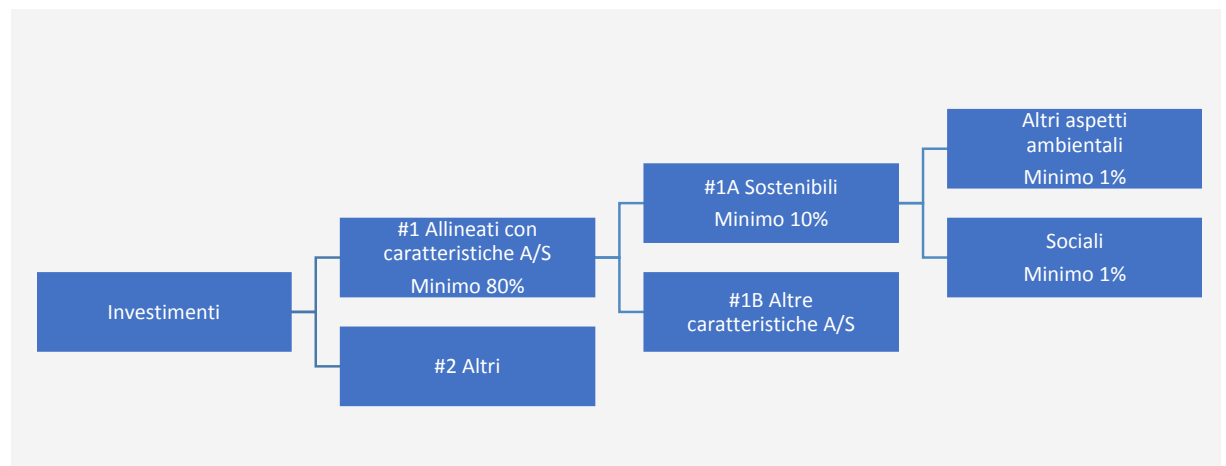 Investimenti
#1 Allineati con
caratteristiche A/S
Minimo 80%
#2 Altri
#1A Sostenibili
Minimo 10%
#1B Altre
caratteristiche A/S
Altri aspetti
ambientali
Minimo 1%
Sociali
Minimo 1%